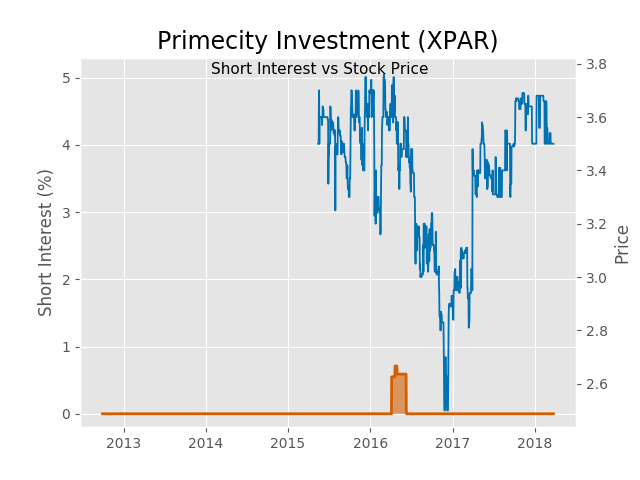 Primecity Investment (XPAR)
Short Interest vs Stock Price
Short Interest (%)
5
4
3
2
1
0
3.8
3.6
3.4
3.2
3.0
2.8
2.6
Price
2013 2014 2015 2016 2017 2018